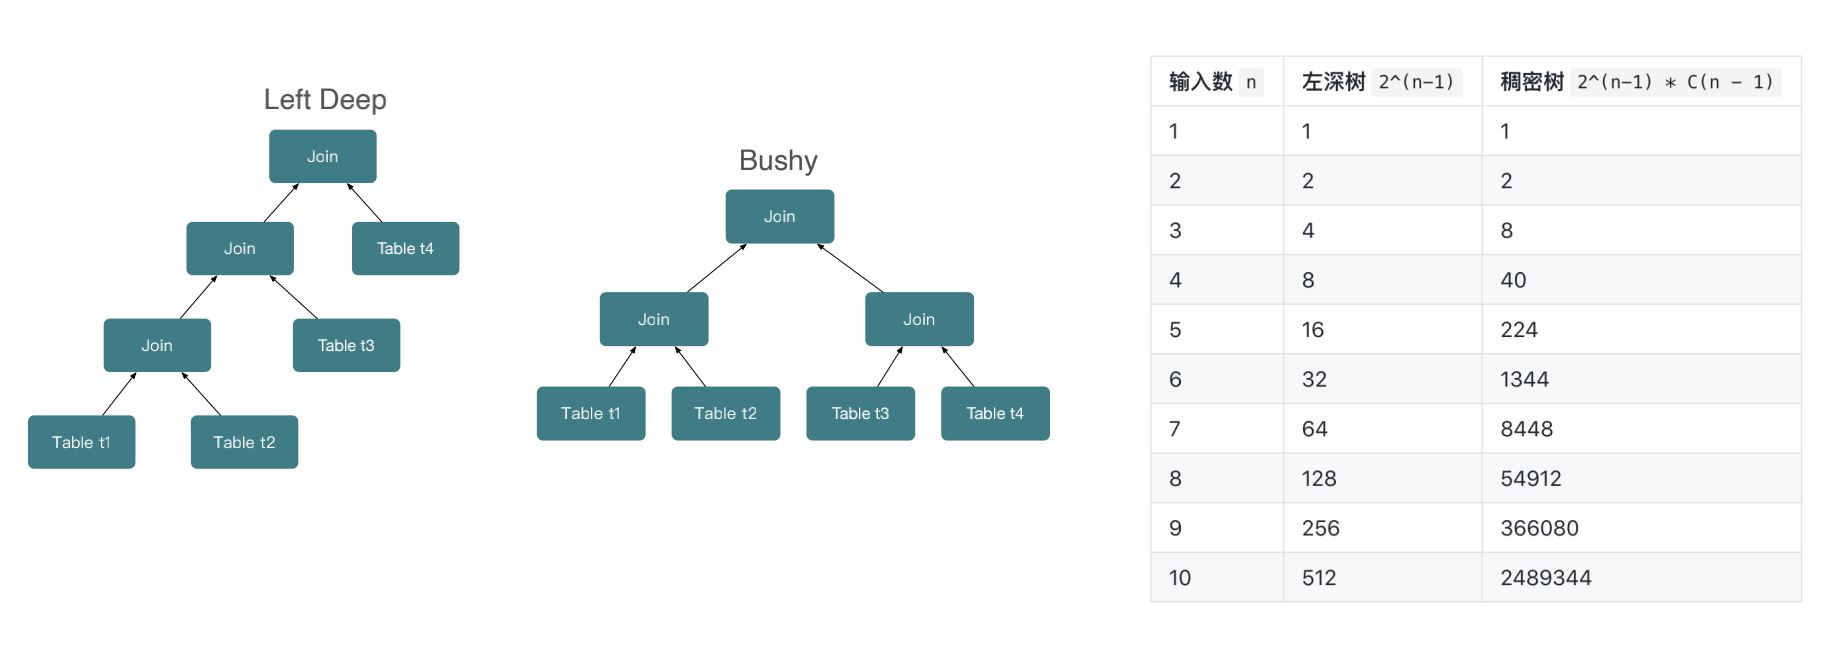 Left Deep
Join
Join
Table t4
Join
Table t3
Table t1
Table t2
Bushy
Join
Join
Join
Table t1
Table t2
Table t3
Table t4
输入数 n 左深树 2^(n-1) 稠密树 2^(n-1) * C(n - 1)
1 1 1
2 2 2
3 4 8
4 8 40
5 16 224
6 32 1344
7 64 8448
8 128 54912
9 256 366080
10 512 2489344